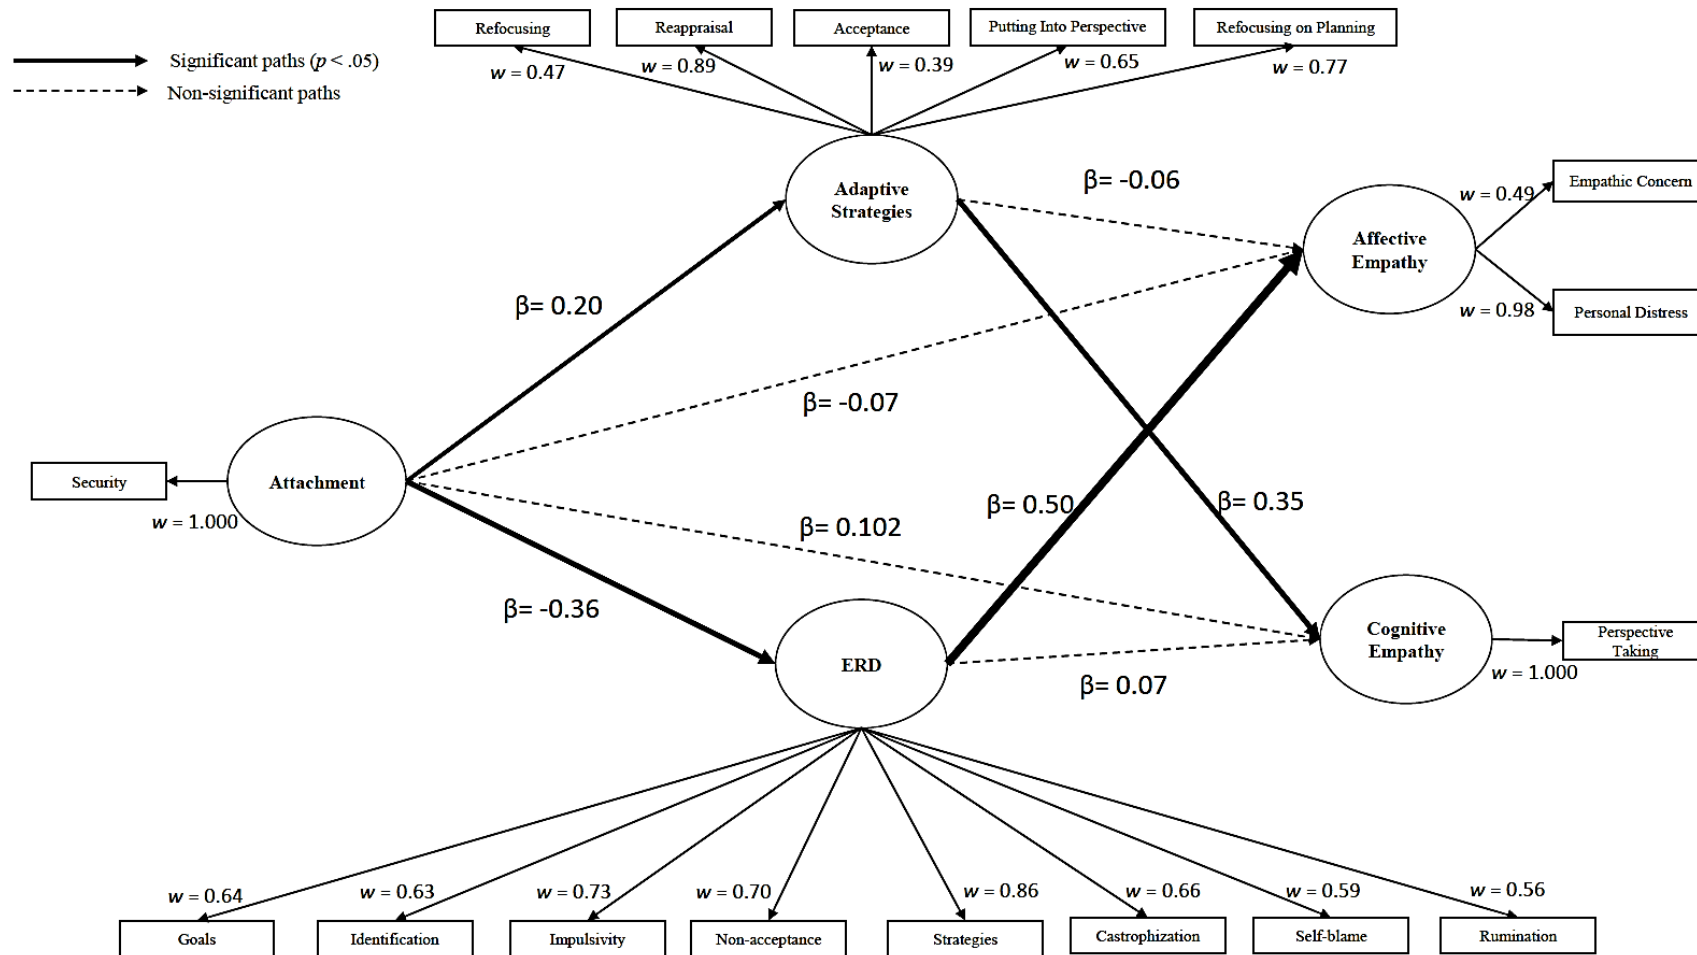 Refocusing
Reappraisal
Acceptance
Putting Into Perspective
Refocusing on Planning
Significant paths (p < .05)
Non-significant paths
w = 0.47
w = 0.89
w = 0.39
w = 0.65
w = 0.77
Adaptive
Strategies
β= -0.06
Empathic Concern
w = 0.49
Affective
Empathy
β= 0.20
w = 0.98
Personal Distress
β= -0.07
Security
Attachment
w = 1.000
β= 0.50
β= 0.35
β= 0.102
β= -0.36
ERD
Cognitive
Empathy
Perspective
Taking
w = 1.000
β= 0.07
w = 0.64
w = 0.63
w = 0.73
w = 0.70
w = 0.86
w = 0.66
w = 0.59
w = 0.56
Goals
Identification
Impulsivity
Non-acceptance
Strategies
Castrophization
Self-blame
Rumination